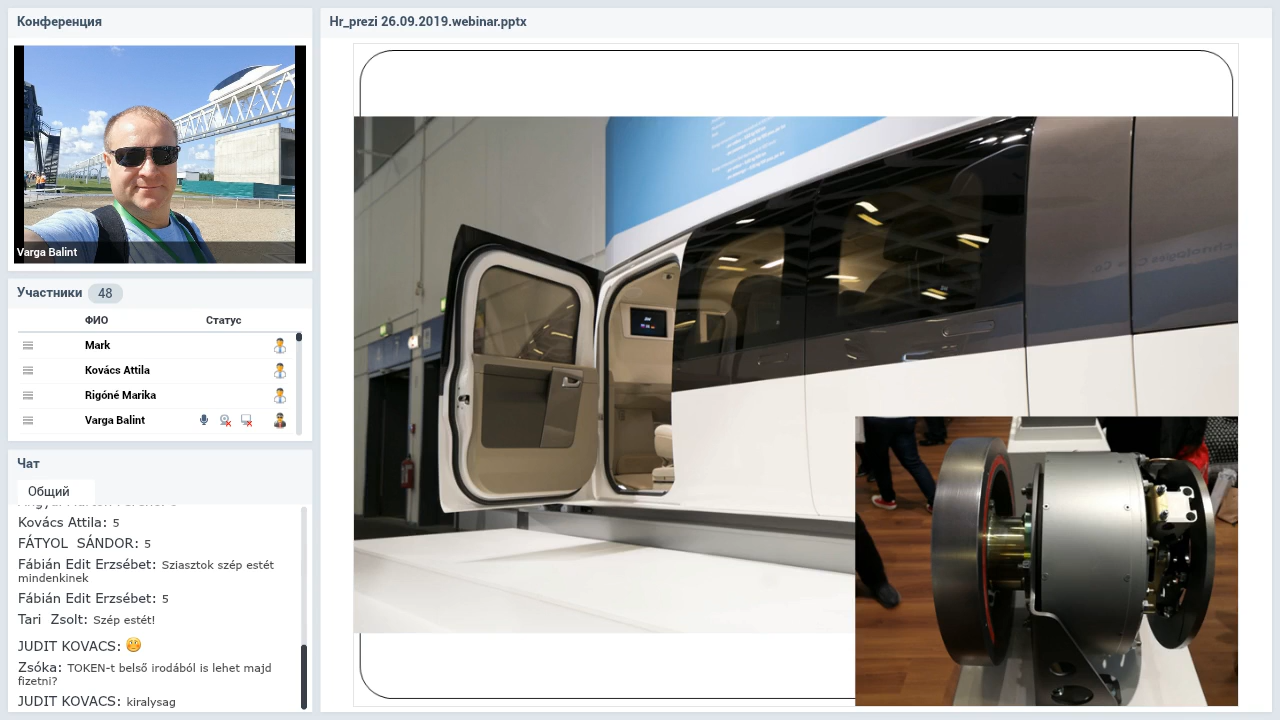 Конференция
Varga Balint
Участники 48
ФИО Статус
Mark
Kovács Attila
Rigóné Marika
Varga Balint
Чат
Общий
Kovács Attila: 5
FÁTYOL SÁNDOR: 5
Fábián Edit Erzsébet: Sziasztok szép estét
mindenkinek
Fábián Edit Erzsébet: 5
Tari Zsolt: Szép estét!
JUDIT KOVACS:
Zsóka: TOKEN-t belső irodából is lehet majd
fizetni?
JUDIT KOVACS: kiralysag
Hr_prezi 26.09.2019.webinar.pptx